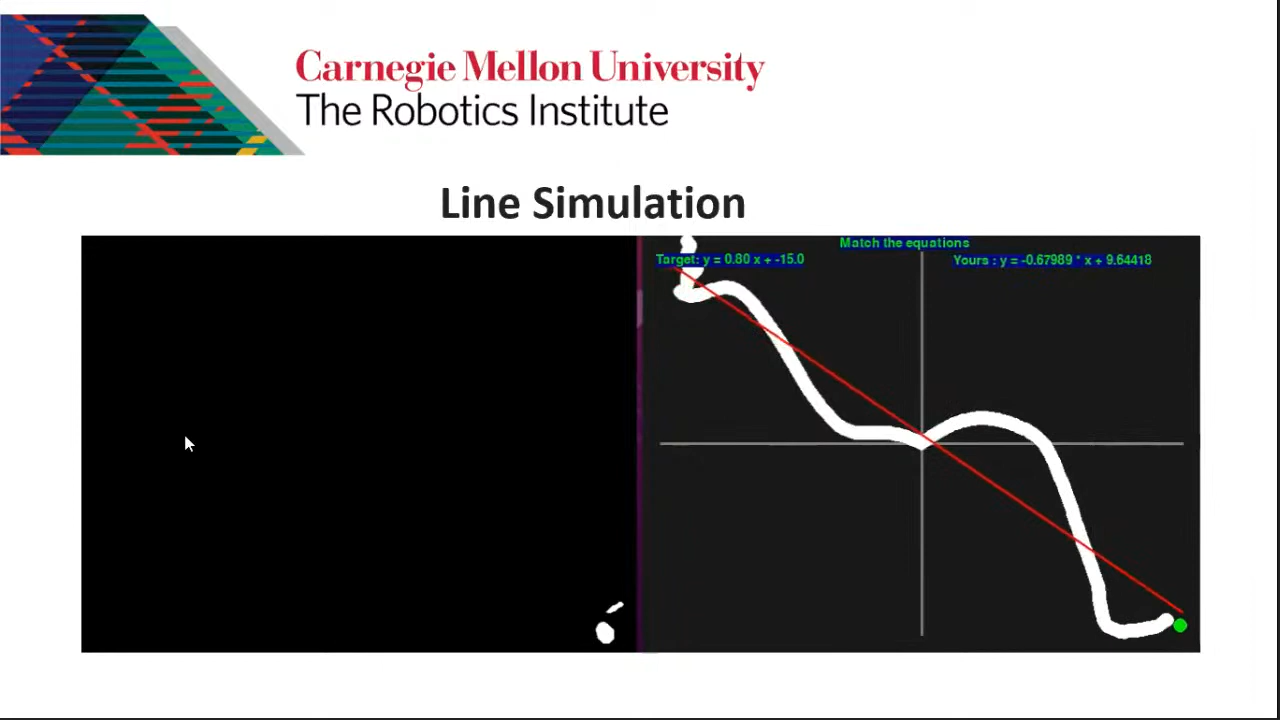 Carnegie Mellon University
The Robotics Institute
Line Simulation
Match the equations
Target: y = 0.80 x + -15.0
Yours : y = -0.67989 * x + 9.64418